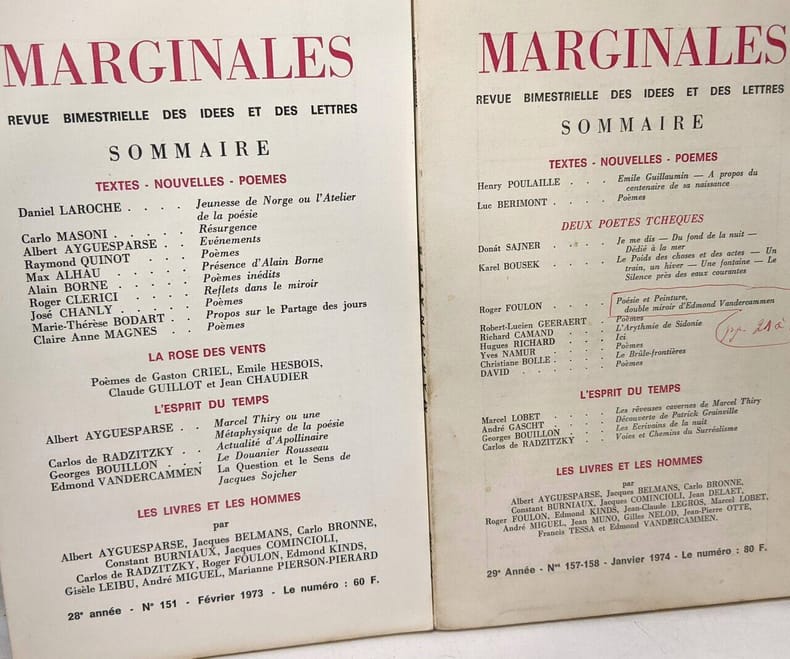 MARGINALES
REVUE BIMESTRIELLE DES IDEES ET DES LETTRES
SOMMAIRE
TEXTES - NOUVELLES - POEMES
Daniel LAROCHE . . . . Jeunesse de Norge ou l'Atelier
de la poésie
Carlo MASONI . . . . . Résurgence
Albert AYGUESPARSE . . Evénements
Raymond QUINOT . . . . Poèmes
Max ALHAU . . . . . . Présence d'Alain Borne
Alain BORNE . . . . . Poèmes inédits
Roger CLERICI . . . . Reflets dans le miroir
José CHANLY . . . . . Poèmes
Marie-Thérèse BODART . . Propos sur le Partage des jours
Claire Anne MAGNES . . Poèmes
LA ROSE DES VENTS
Poèmes de Gaston CRIEL, Emile HESBOIS,
Claude GUILLOT et Jean CHAUDIER
L'ESPRIT DU TEMPS
Albert AYGUESPARSE . . Marcel Thiry ou une
Métaphysique de la poésie
Carlos de RADZITZKY . . Actualité d'Apollinaire
Georges BOUILLON . . . Le Douanier Rousseau
Edmond VANDERCAMMEN La Question et le Sens de
Jacques Sojcher
LES LIVRES ET LES HOMMES
par
Albert AYGUESPARSE, Jacques BELMANS, Carlo BRONNE,
Constant BURNIAUX, Jacques COMINCIOLI,
Carlos de RADZITZKY, Roger FOULON, Edmond KINDS,
Gisèle LEIBU, André MIGUEL, Marianne PIERSON-PIERARD
28e année - N° 151 - Février 1973 - Le numéro : 60 F.
MARGINALES
REVUE BIMESTRIELLE DES IDEES ET DES LETTRES
SOMMAIRE
TEXTES - NOUVELLES - POEMES
Henry POULAILLE . . . Emile Guillaumin — A propos du
centenaire de sa naissance
Luc BERIMONT . . . . Poèmes
DEUX POETES TCHEQUES
Donát SAJNER . . . . . Je me dis — Du fond de la nuit —
Dédié à la mer
Karel BOUSEK . . . . . Le Poids des choses et des actes — Un
train, un hiver — Une fontaine — Le
Silence près des eaux courantes
Roger FOULON . . . . . Poésie et Peinture,
double miroir d'Edmond Vandercammen
Robert-Lucien GEERAERT . Poèmes
Richard CAMAND . . . . L'Arythmie de Sidonie
Hugues RICHARD . . . . Ici
Yves NAMUR . . . . . Poèmes
Christiane BOLLE . . . . Le Brûle-frontières
DAVID . . . . . . Poèmes
pp. 21 à
L'ESPRIT DU TEMPS
Marcel LOBET . . . . . Les rêveuses cavernes de Marcel Thiry
André GASCHT . . . . . Découverte de Patrick Grainville
Georges BOUILLON . . . Les Ecrivains de la nuit
Carlos de RADZITZKY . . Voies et Chemins du Surréalisme
LES LIVRES ET LES HOMMES
par
Albert AYGUESPARSE, Jacques BELMANS, Carlo BRONNE,
Constant BURNIAUX, Jacques COMINCIOLI, Jean DELAET,
Roger FOULON, Edmond KINDS, Jean-Claude LEGROS, Marcel LOBET,
André MIGUEL, Jean MUNO, Gilles NELOD, Jean-Pierre OTTE,
Francis TESSA et Edmond VANDERCAMMEN.
29e Année - Nos 157-158 - Janvier 1974 - Le numéro : 80 F.